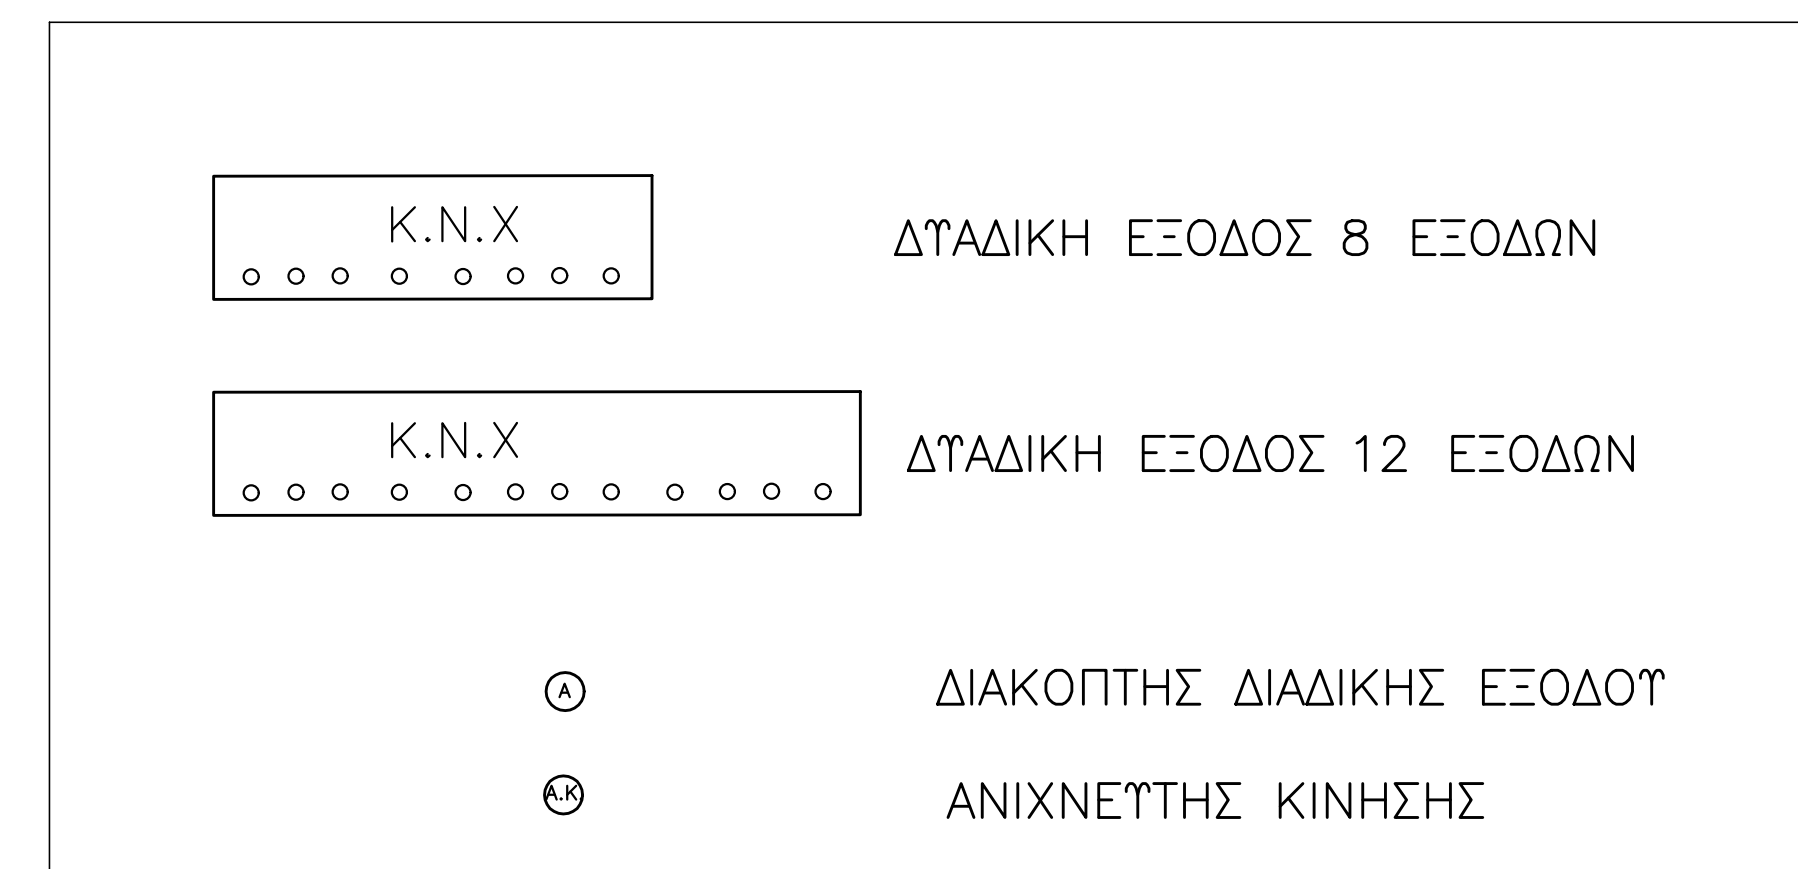 K.N.X
ΔΥΑΔΙΚΗ ΕΞΟΔΟΣ 8 ΕΞΟΔΩΝ
K.N.X
ΔΥΑΔΙΚΗ ΕΞΟΔΟΣ 12 ΕΞΟΔΩΝ
Α
ΔΙΑΚΟΠΤΗΣ ΔΙΑΔΙΚΗΣ ΕΞΟΔΟΥ
Α.Κ.
ΑΝΙΧΝΕΥΤΗΣ ΚΙΝΗΣΗΣ